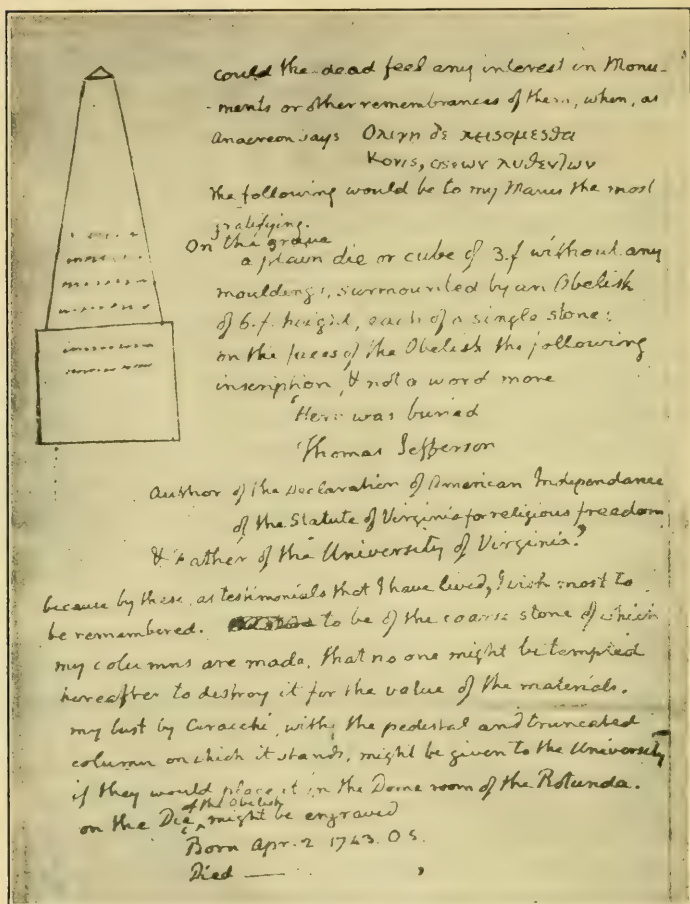 could the dead feel any interest in Monu-
-ments or other remembrances of them, when, as
Anacreon says Ολιγη δε κεισομεσθα
Κονις, οστεων λυθεντων
the following would be to my Manes the most
gratifying.
On the grave
a plain die or cube of 3.f without any
mouldings, surmounted by an Obelisk
of 6.f. height, each of a single stone:
on the faces of the Obelisk the following
inscription, & not a word more
'Here was buried
Thomas Jefferson
Author of the Declaration of American Independance
of the Statute of Virginia for religious freedom
& Father of the University of Virginia.'
because by these, as testimonials that I have lived, I wish most to
be remembered. to be of the coarse stone of which
my columns are made, that no one might be tempted
hereafter to destroy it for the value of the materials.
my bust by Ciracchi, with the pedestal and truncated
column on which it stands, might be given to the University
if they would place it in the Dome room of the Rotunda.
on the Die of the Obelisk might be engraved
Born Apr. 2 1743. O.S.
Died —